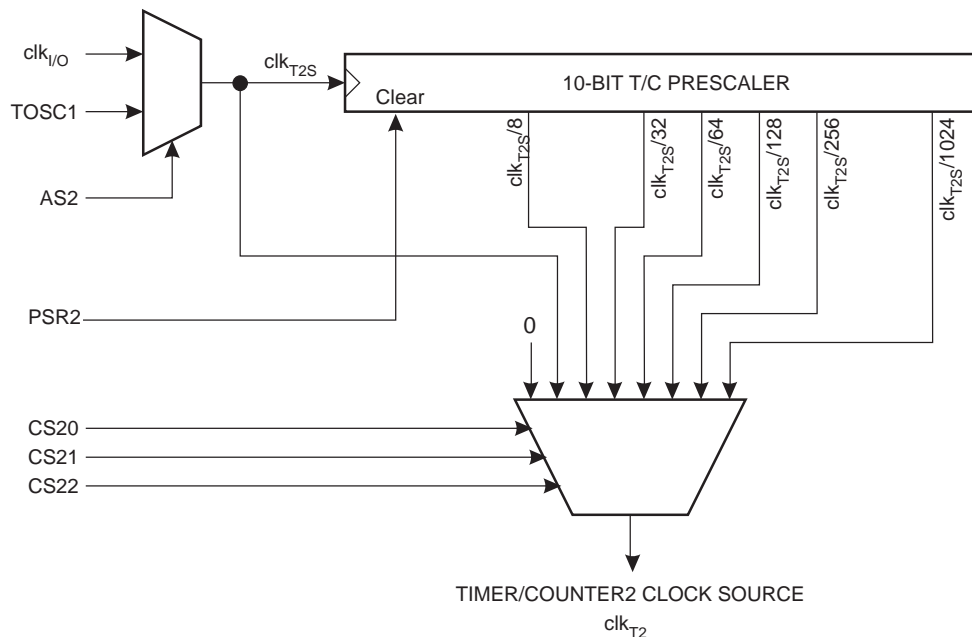 clkI/O
TOSC1
AS2
PSR2
clkT2S
10-BIT T/C PRESCALER
Clear
clkT2S/8
clkT2S/32
clkT2S/64
clkT2S/128
clkT2S/256
clkT2S/1024
0
CS20
CS21
CS22
TIMER/COUNTER2 CLOCK SOURCE
clkT2